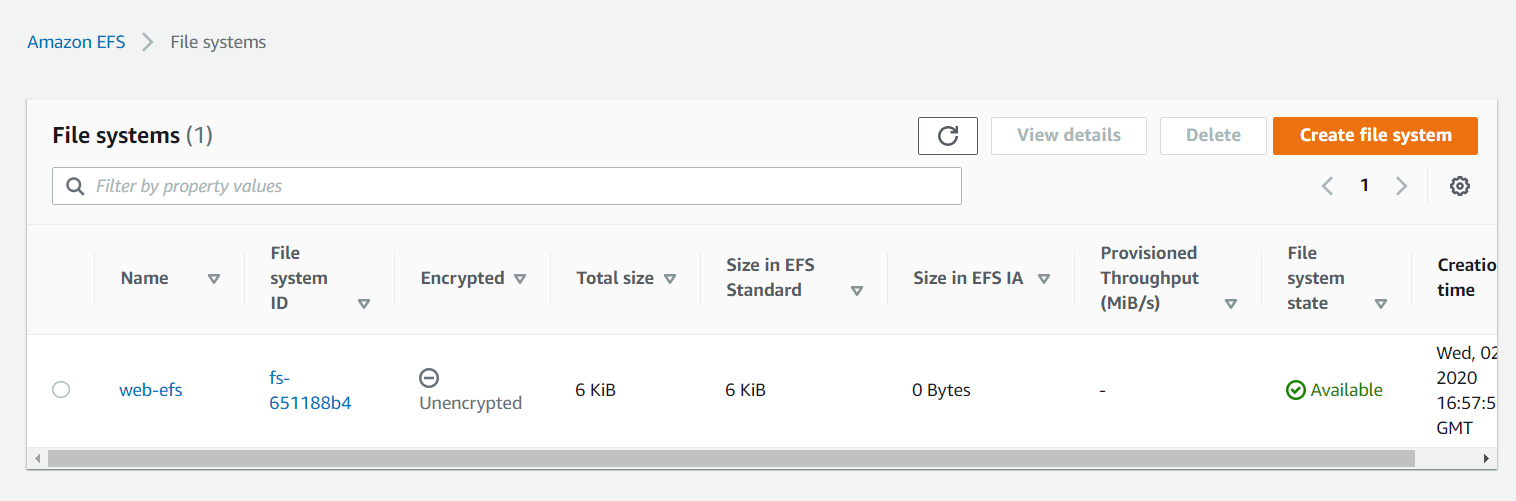 Amazon EFS > File systems
File systems (1)
View details
Delete
Create file system
Filter by property values
1
Name
File
system
ID
Encrypted
Total size
Size in EFS
Standard
Size in EFS IA
Provisioned
Throughput
(MiB/s)
File
system
state
Creatio
time
web-efs
fs-
651188b4
Unencrypted
6 KiB
6 KiB
0 Bytes
-
Available
Wed, 02
2020
16:57:5
GMT